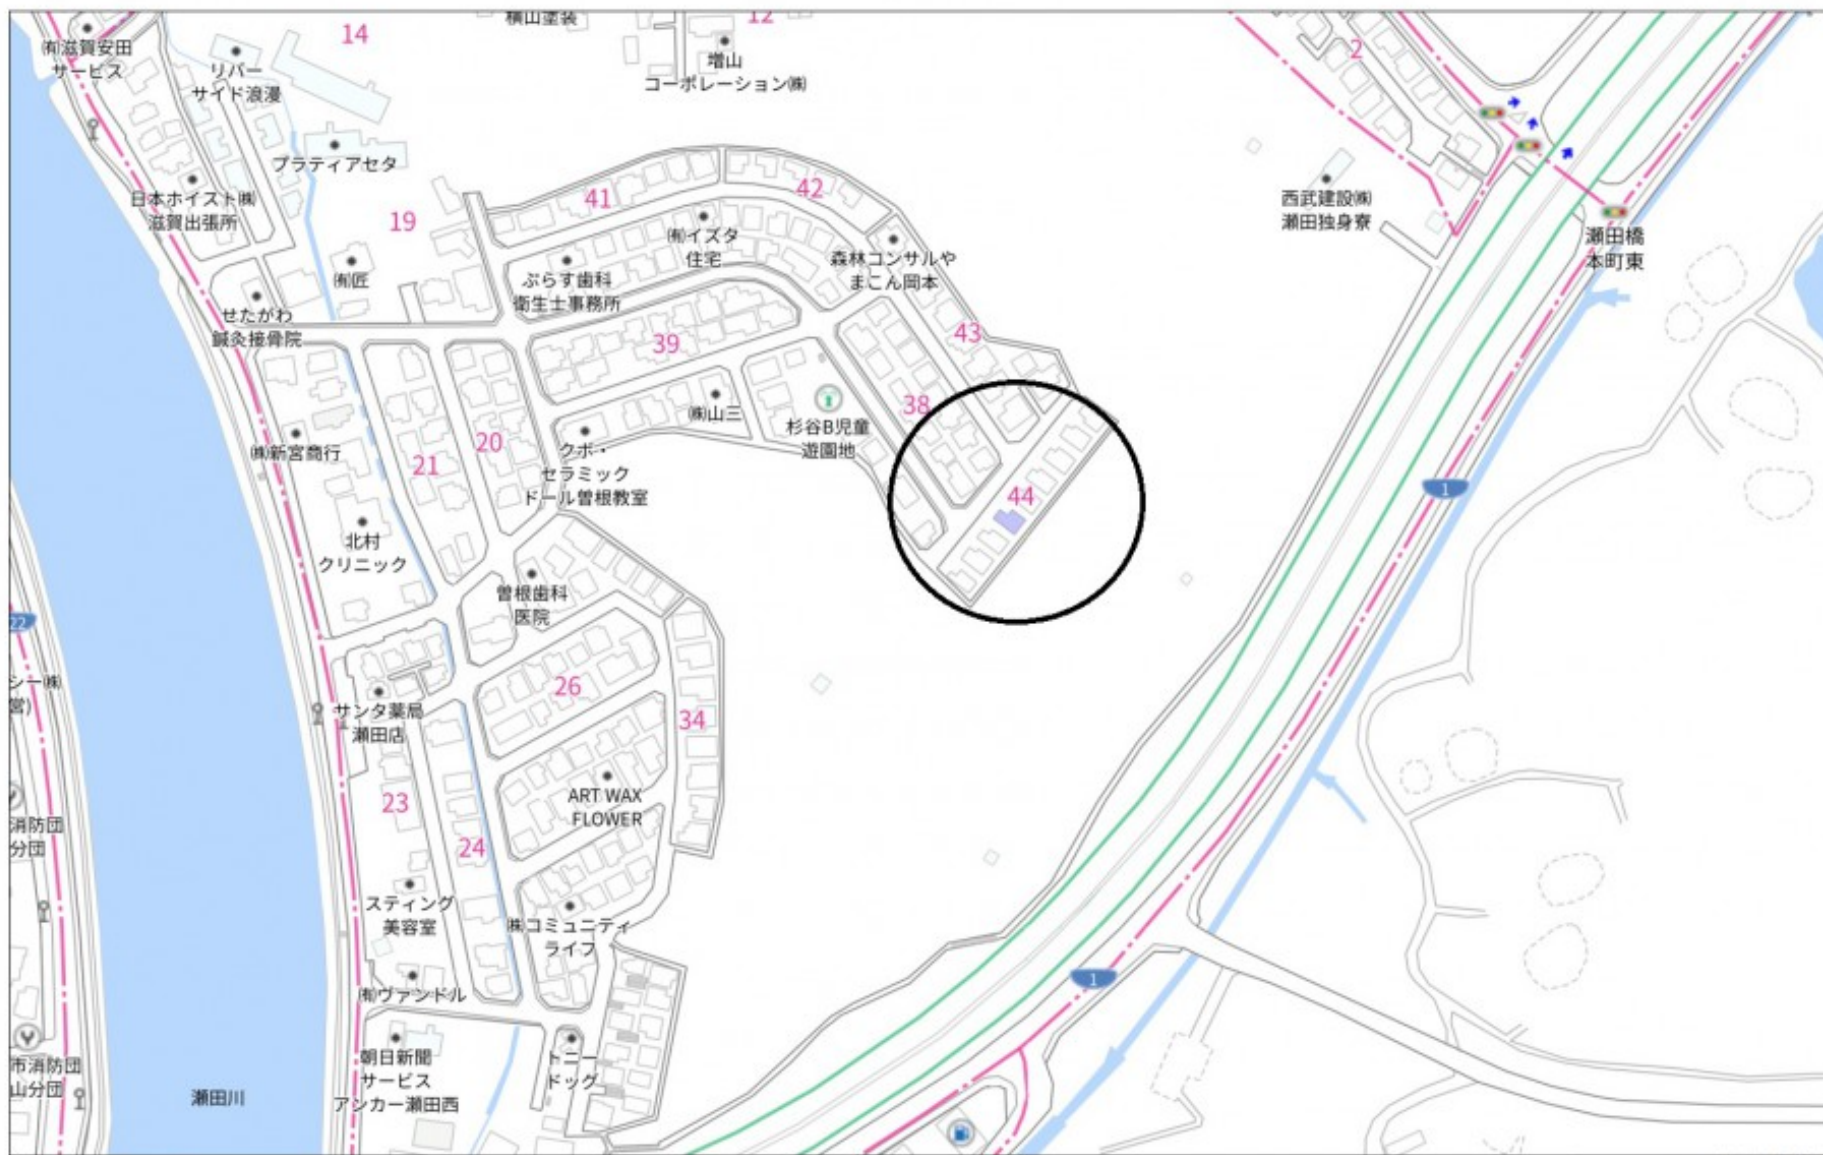 ㈲滋賀安田
サービス
リバー
サイド浪漫
14
横山塗装
12
増山
コーポレーション㈱
2
プラティアセタ
日本ホイスト㈱
滋賀出張所
19
41
42
㈲イズタ
住宅
西武建設㈱
瀬田独身寮
瀬田橋
本町東
㈲匠
ぷらす歯科
衛生士事務所
森林コンサルや
まこん岡本
せたがわ
鍼灸接骨院
39
43
㈱山三
杉谷B児童
遊園地
38
㈱新宮商行
21
20
クボ・
セラミック
ドール曽根教室
44
1
北村
クリニック
曽根歯科
医院
22
26
シー㈱
営)
サンタ薬局
瀬田店
34
23
ART WAX
FLOWER
24
消防団
分団
スティング
美容室
㈱コミュニティ
ライフ
㈲ヴァンドル
1
市消防団
山分団
朝日新聞
サービス
アンカー瀬田西
トニー
ドッグ
瀬田川